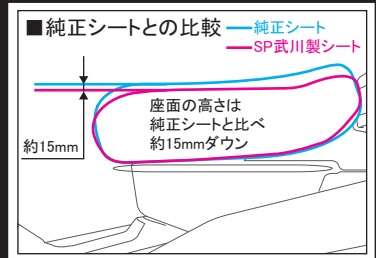 ■純正シートとの比較
純正シート
SP武川製シート
座面の高さは
純正シートと比べ
約15mmダウン
約15mm